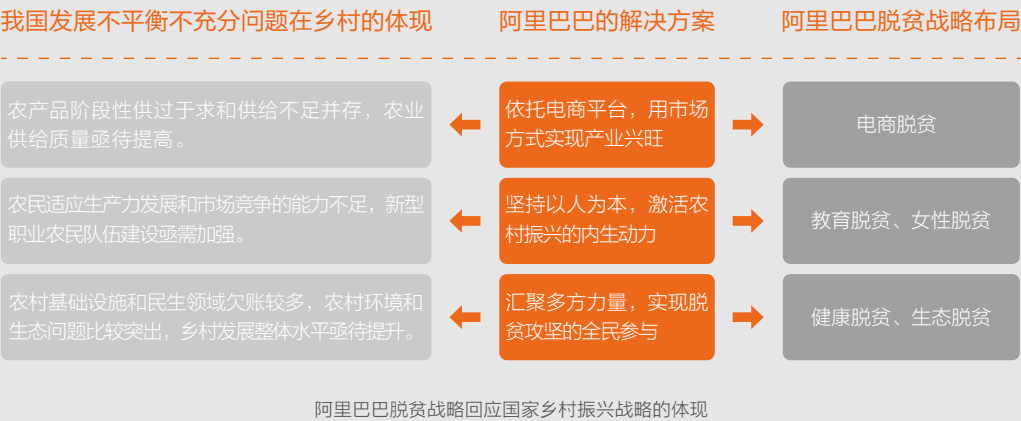 我国发展不平衡不充分问题在乡村的体现
阿里巴巴的解决方案
阿里巴巴脱贫战略布局
农产品阶段性供过于求和供给不足并存，农业
供给质量亟待提高。
依托电商平台，用市场
方式实现产业兴旺
电商脱贫
农民适应生产力发展和市场竞争的能力不足，新型
职业农民队伍建设亟需加强。
坚持以人为本，激活农
村振兴的内生动力
教育脱贫、女性脱贫
农村基础设施和民生领域欠账较多，农村环境和
生态问题比较突出，乡村发展整体水平亟待提升。
汇聚多方力量，实现脱
贫攻坚的全民参与
健康脱贫、生态脱贫
阿里巴巴脱贫战略回应国家乡村振兴战略的体现